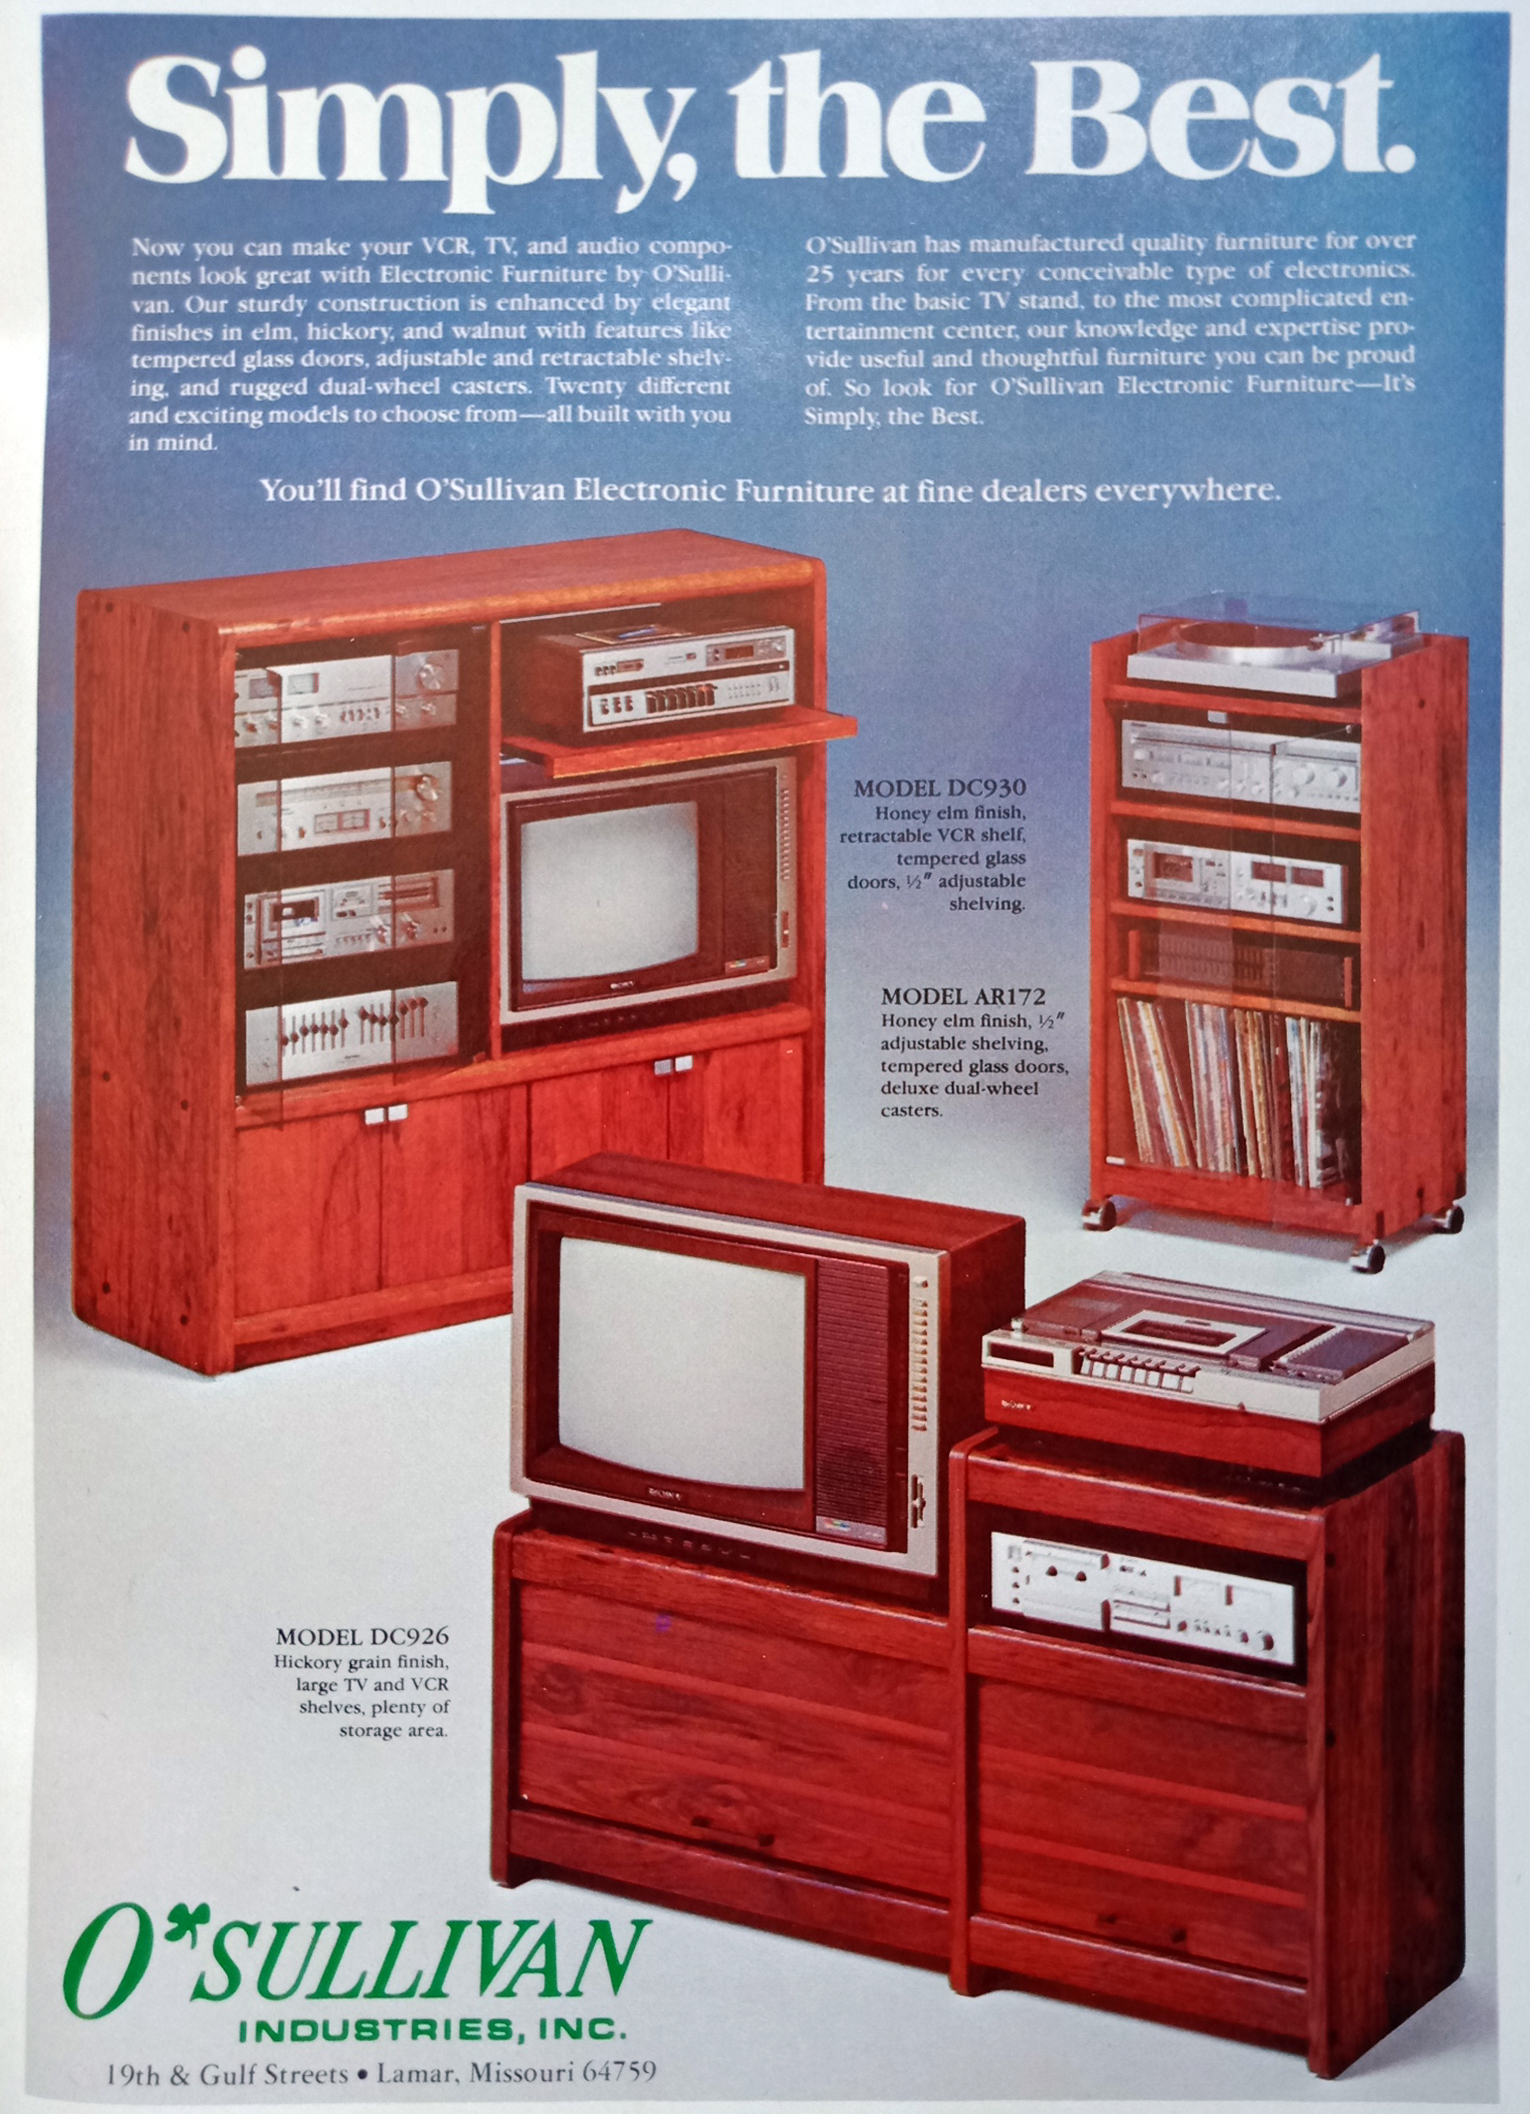 Simply, the Best.
Now you can make your VCR, TV, and audio compo-
nents look great with Electronic Furniture by O'Sulli-
van. Our sturdy construction is enhanced by elegant
finishes in elm, hickory, and walnut with features like
tempered glass doors, adjustable and retractable shelv-
ing, and rugged dual-wheel casters. Twenty different
and exciting models to choose from—all built with you
in mind.
O'Sullivan has manufactured quality furniture for over
25 years for every conceivable type of electronics.
From the basic TV stand, to the most complicated en-
tertainment center, our knowledge and expertise pro-
vide useful and thoughtful furniture you can be proud
of. So look for O'Sullivan Electronic Furniture—It's
Simply, the Best.
You'll find O'Sullivan Electronic Furniture at fine dealers everywhere.
MODEL DC930
Honey elm finish,
retractable VCR shelf,
tempered glass
doors, ½" adjustable
shelving.
MODEL AR172
Honey elm finish, ½"
adjustable shelving,
tempered glass doors,
deluxe dual-wheel
casters.
SONY
SONY
SONY
MODEL DC926
Hickory grain finish,
large TV and VCR
shelves, plenty of
storage area.
O'SULLIVAN
INDUSTRIES, INC.
19th & Gulf Streets • Lamar, Missouri 64759